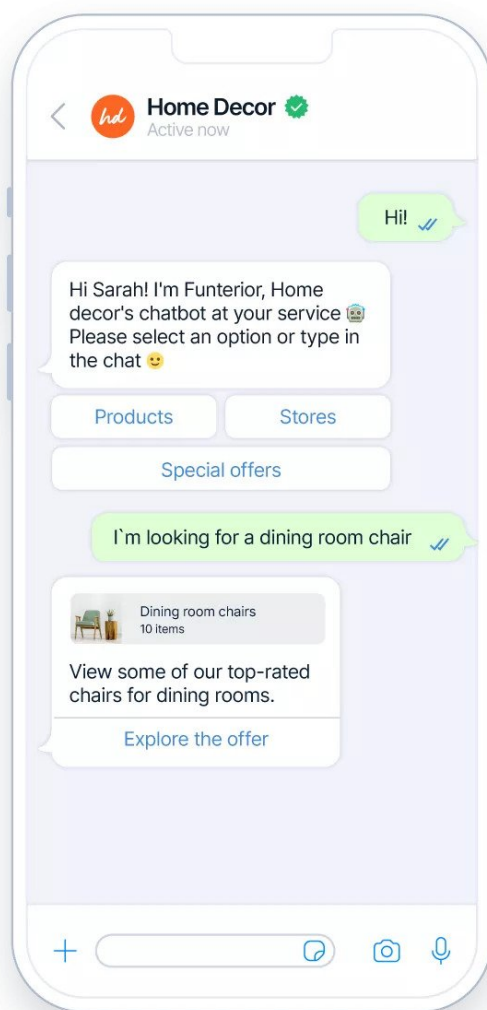 hd
Home Decor
Active now
Hi!
Hi Sarah! I'm Funterior, Home
decor's chatbot at your service 🤖
Please select an option or type in
the chat 🙂
Products
Stores
Special offers
I`m looking for a dining room chair
Dining room chairs
10 items
View some of our top-rated
chairs for dining rooms.
Explore the offer